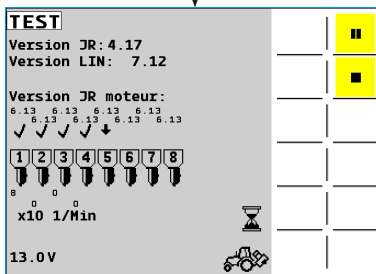 TEST
Version JR: 4.17
Version LIN: 7.12
Version JR moteur:
6.13 6.13 6.13 6.13
6.13 6.13 6.13 6.13
1 2 3 4 5 6 7 8
0 0
0 0
x10 1/Min
13.0V